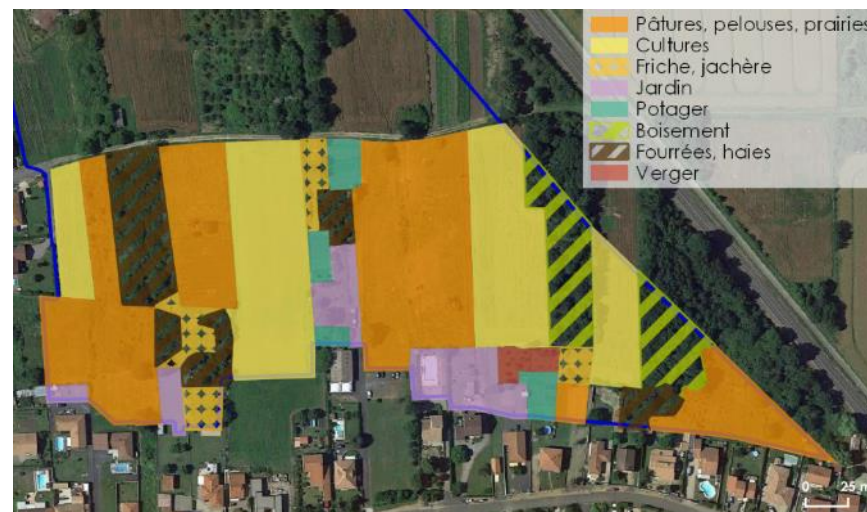 Pâtures, pelouses, prairies
Cultures
Friche, jachère
Jardin
Potager
Boisement
Fourrées, haies
Verger
0 25 m